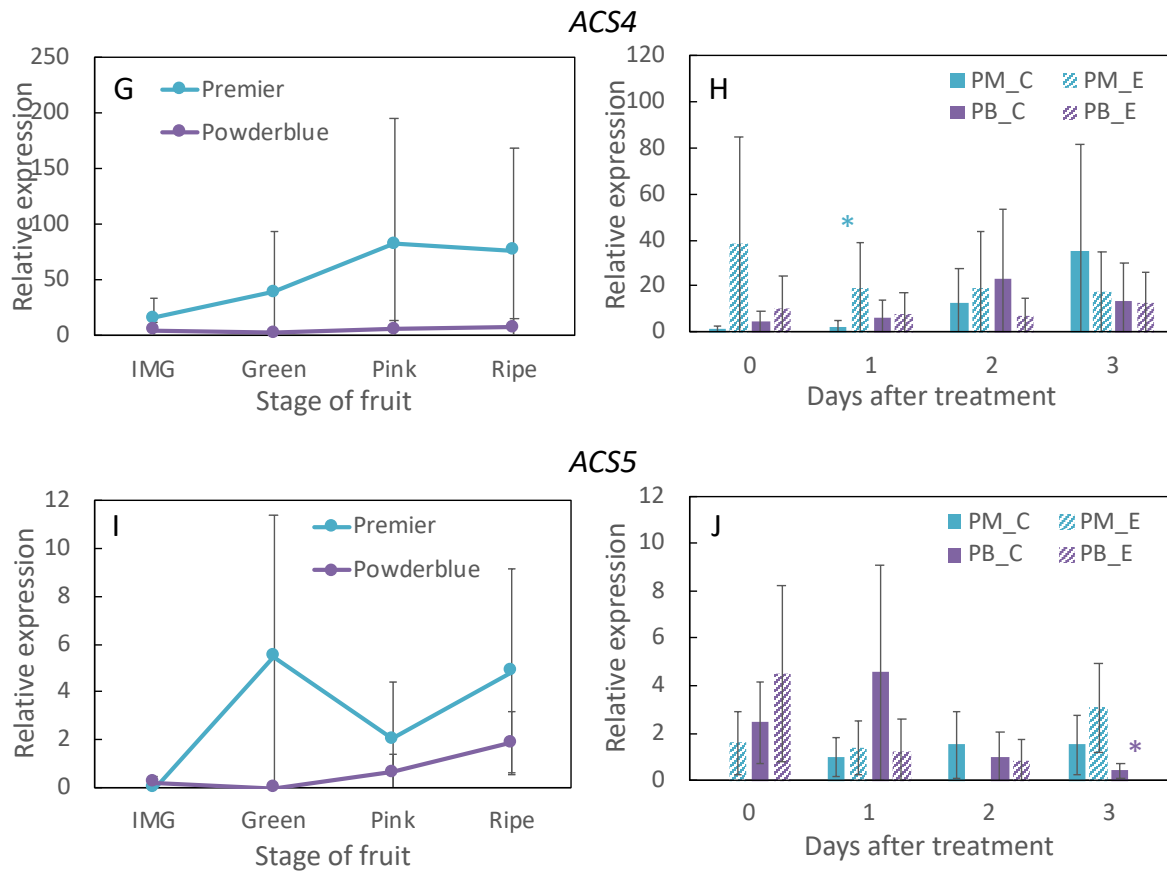 ACS4
G
Premier
Powderblue
Relative expression
250
200
150
100
50
0
IMG Green Pink Ripe
Stage of fruit
H
PM_C PM_E
PB_C PB_E
Relative expression
120
100
80
60
40
20
0
*
0 1 2 3
Days after treatment
ACS5
I
Premier
Powderblue
Relative expression
12
10
8
6
4
2
0
IMG Green Pink Ripe
Stage of fruit
J
PM_C PM_E
PB_C PB_E
Relative expression
12
10
8
6
4
2
0
*
0 1 2 3
Days after treatment